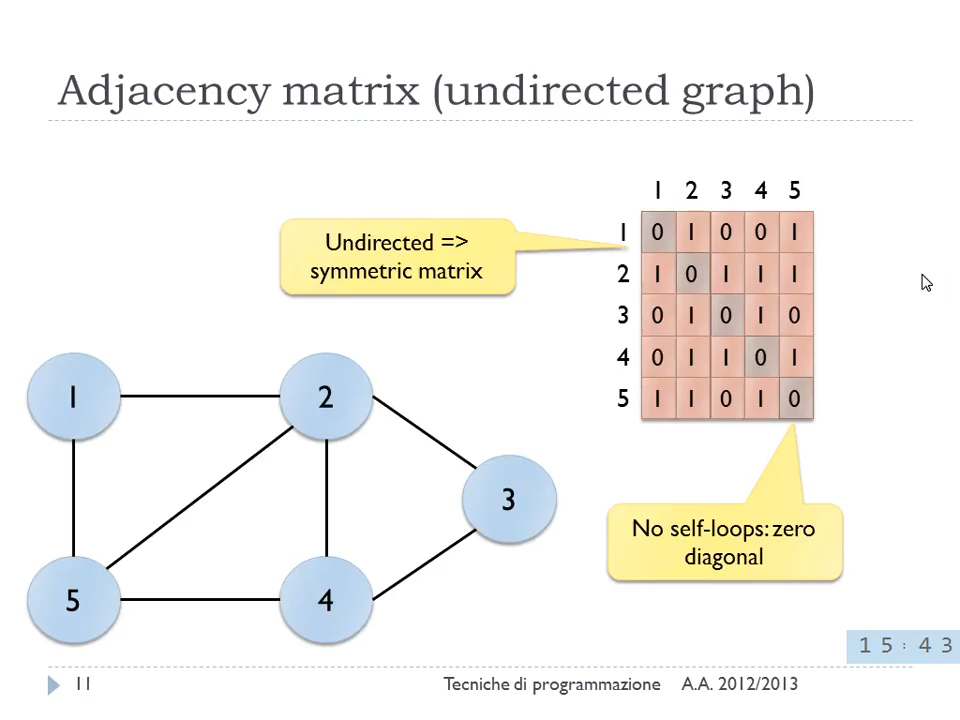 Adjacency matrix (undirected graph)
Undirected =>
symmetric matrix
1 2 3 4 5
1 0 1 0 0 1
2 1 0 1 1 1
3 0 1 0 1 0
4 0 1 1 0 1
5 1 1 0 1 0
1
2
3
5
4
No self-loops: zero
diagonal
15:43
11
Tecniche di programmazione A.A. 2012/2013